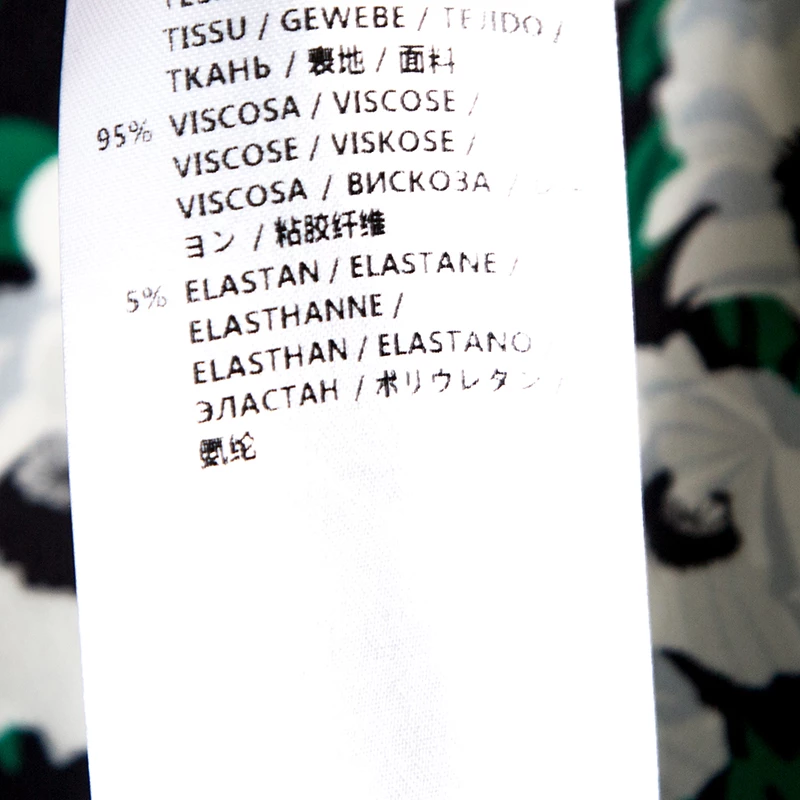 TISSU / GEWEBE / TEJIDO /
ТКАНЬ / 裏地 / 面料
95% VISCOSA / VISCOSE /
VISCOSE / VISKOSE /
VISCOSA / ВИСКОЗА /
ヨン / 粘胶纤维
5% ELASTAN / ELASTANE /
ELASTHANNE /
ELASTHAN / ELASTANO
ЭЛАСТАН / ポリウレタン /
氨纶